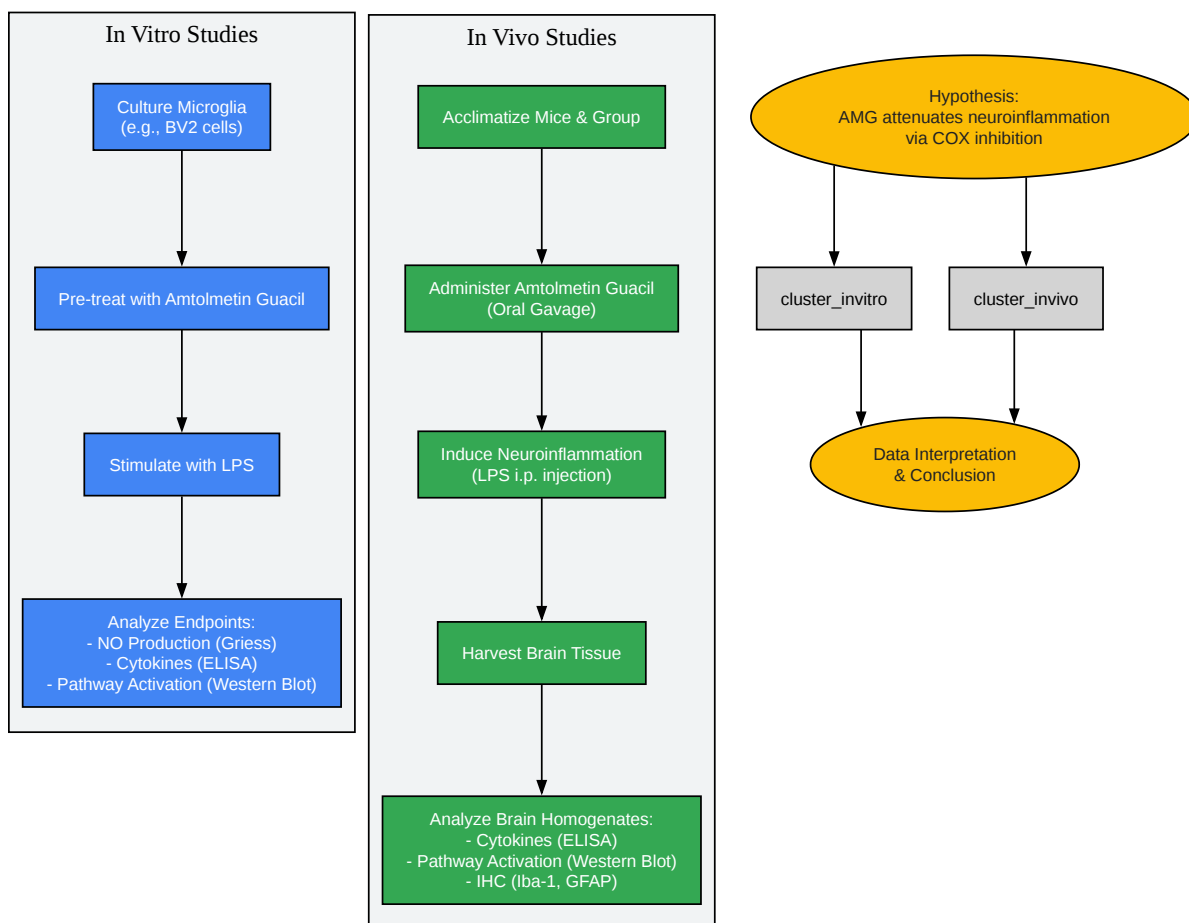 In Vitro Studies
Culture Microglia
(e.g., BV2 cells)
Pre-treat with Amtolmetin Guacil
Stimulate with LPS
Analyze Endpoints:
- NO Production (Griess)
- Cytokines (ELISA)
- Pathway Activation (Western Blot)
In Vivo Studies
Acclimatize Mice & Group
Administer Amtolmetin Guacil
(Oral Gavage)
Induce Neuroinflammation
(LPS i.p. injection)
Harvest Brain Tissue
Analyze Brain Homogenates:
- Cytokines (ELISA)
- Pathway Activation (Western Blot)
- IHC (Iba-1, GFAP)
Hypothesis:
AMG attenuates neuroinflammation
via COX inhibition
cluster_invitro
cluster_invivo
Data Interpretation
& Conclusion